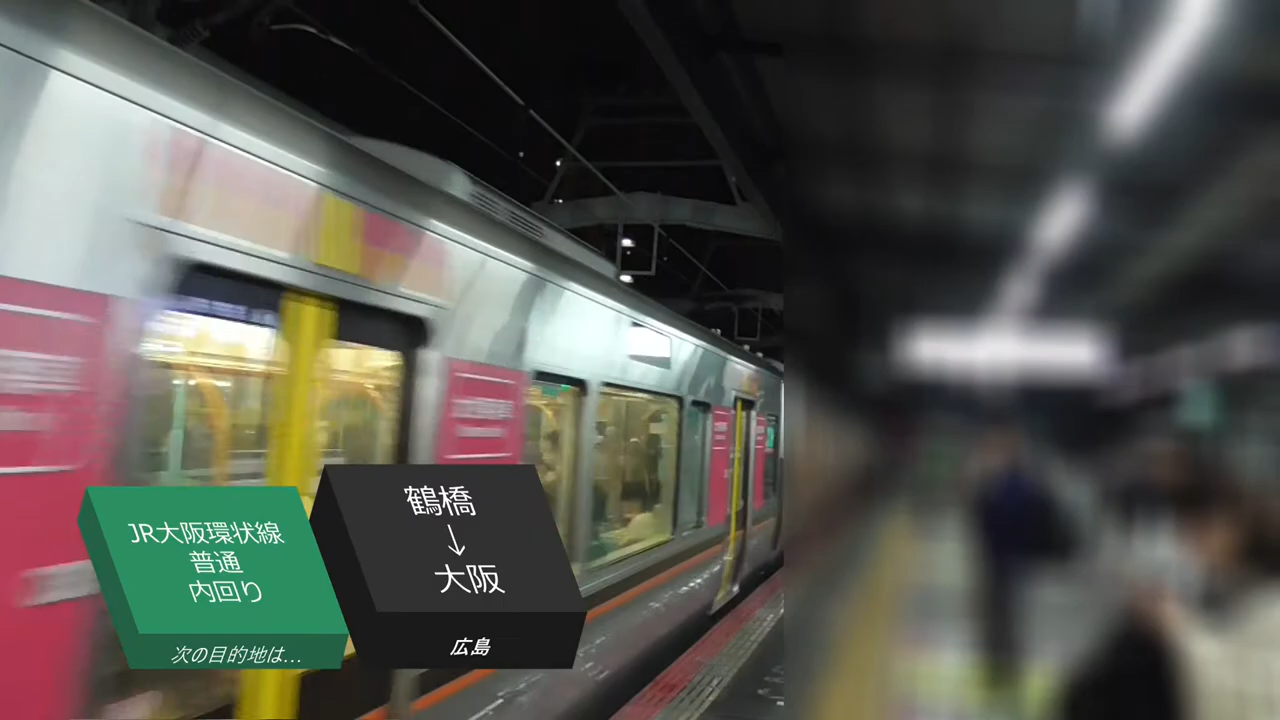 JR大阪環状線
普通
内回り
次の目的地は…
鶴橋
↓
大阪
広島